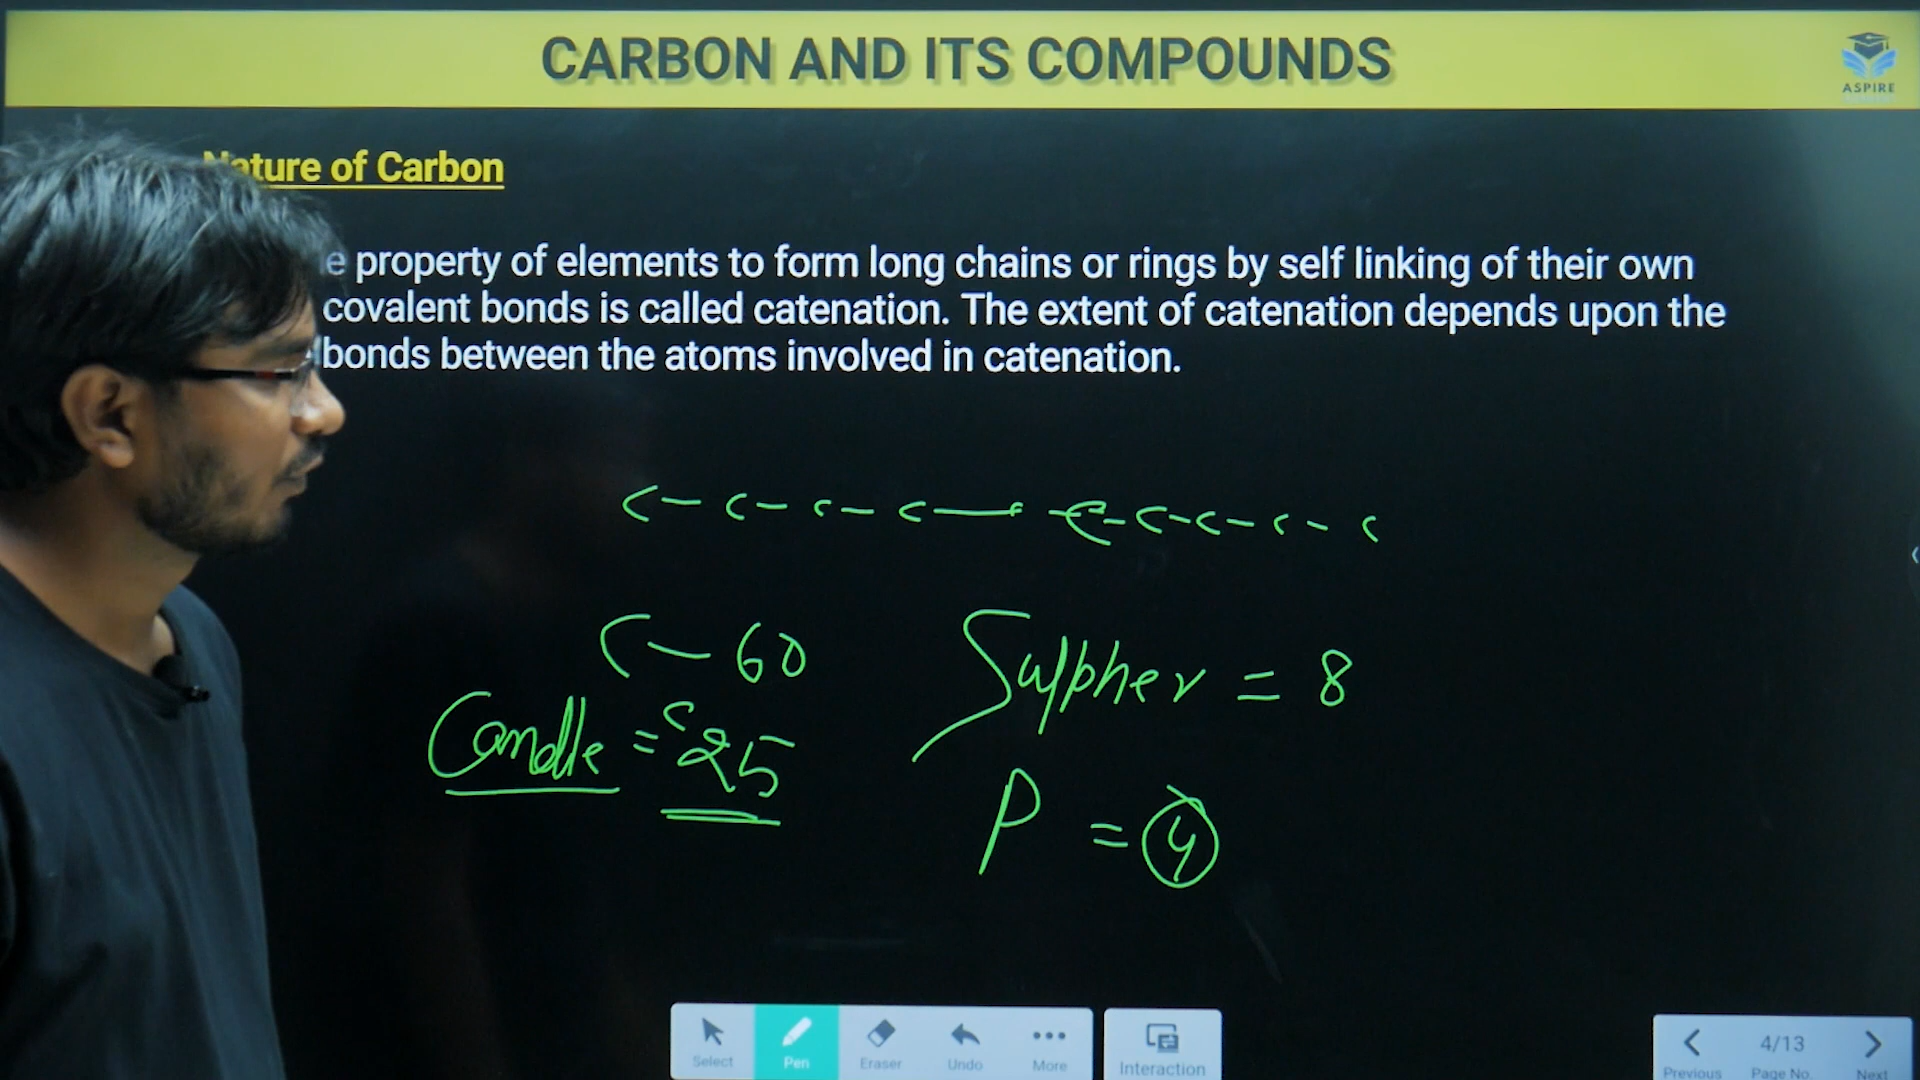 CARBON AND ITS COMPOUNDS
ASPIRE
Nature of Carbon
e property of elements to form long chains or rings by self linking of their own
covalent bonds is called catenation. The extent of catenation depends upon the
bonds between the atoms involved in catenation.
C - C - C - C — C - C - C - C - C
C - 60
Sulpher = 8
Candle = C 25
P = 4
Select
Pen
Eraser
Undo
More
Interaction
4/13
Previous
Page No.
Next